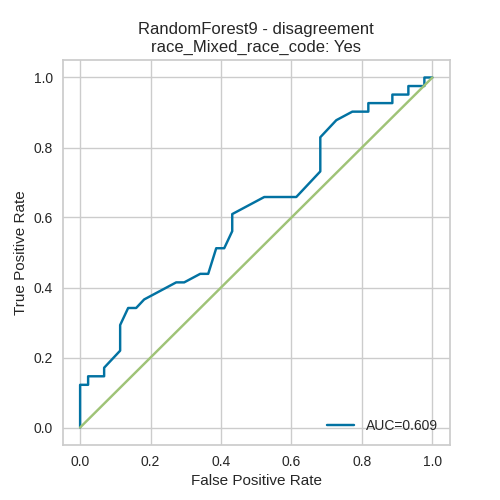 RandomForest9 - disagreement
race_Mixed_race_code: Yes
True Positive Rate
1.0
0.8
0.6
0.4
0.2
0.0
AUC=0.609
0.0 0.2 0.4 0.6 0.8 1.0
False Positive Rate